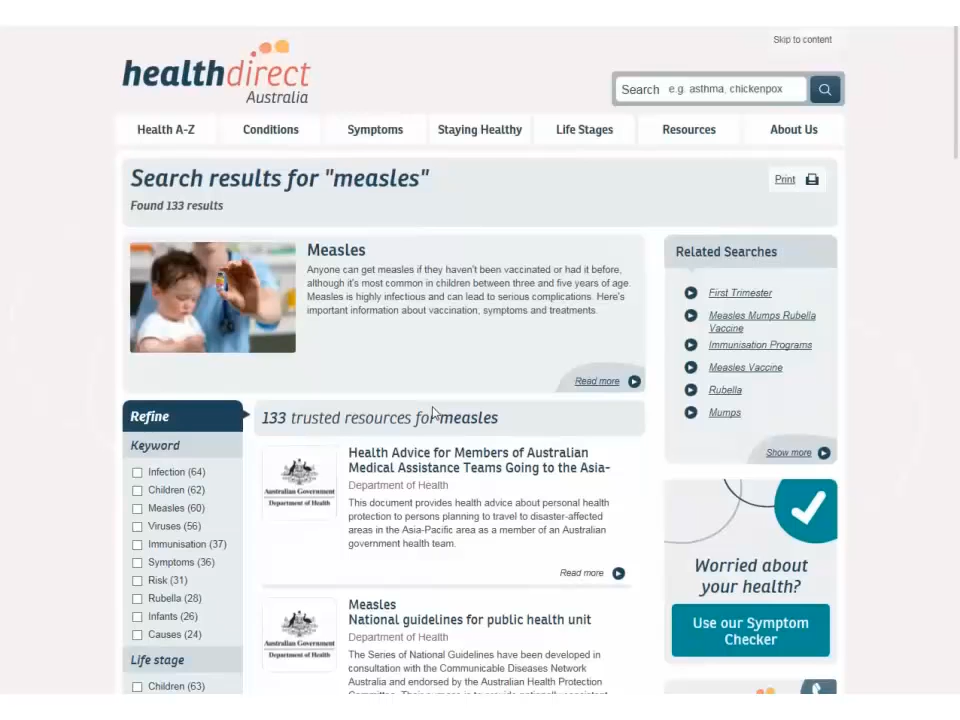 Skip to content
healthdirect
Australia
Search e.g. asthma, chickenpox
Health A-Z Conditions Symptoms Staying Healthy Life Stages Resources About Us
Search results for "measles"
Print
Found 133 results
Measles
Anyone can get measles if they haven't been vaccinated or had it before,
although it's most common in children between three and five years of age.
Measles is highly infectious and can lead to serious complications. Here's
important information about vaccination, symptoms and treatments.
Read more
Related Searches
First Trimester
Measles Mumps Rubella
Vaccine
Immunisation Programs
Measles Vaccine
Rubella
Mumps
Show more
Refine
Keyword
Infection (64)
Children (62)
Measles (60)
Viruses (56)
Immunisation (37)
Symptoms (36)
Risk (31)
Rubella (28)
Infants (26)
Causes (24)
Life stage
Children (63)
133 trusted resources for measles
Australian Government
Department of Health
Health Advice for Members of Australian
Medical Assistance Teams Going to the Asia-
Department of Health
This document provides health advice about personal health
protection to persons planning to travel to disaster-affected
areas in the Asia-Pacific area as a member of an Australian
government health team.
Read more
Australian Government
Department of Health
Measles
National guidelines for public health unit
Department of Health
The Series of National Guidelines have been developed in
consultation with the Communicable Diseases Network
Australia and endorsed by the Australian Health Protection
Worried about
your health?
Use our Symptom
Checker